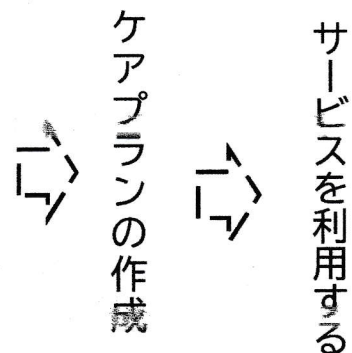 ケアプランの作成
サービスを利用する